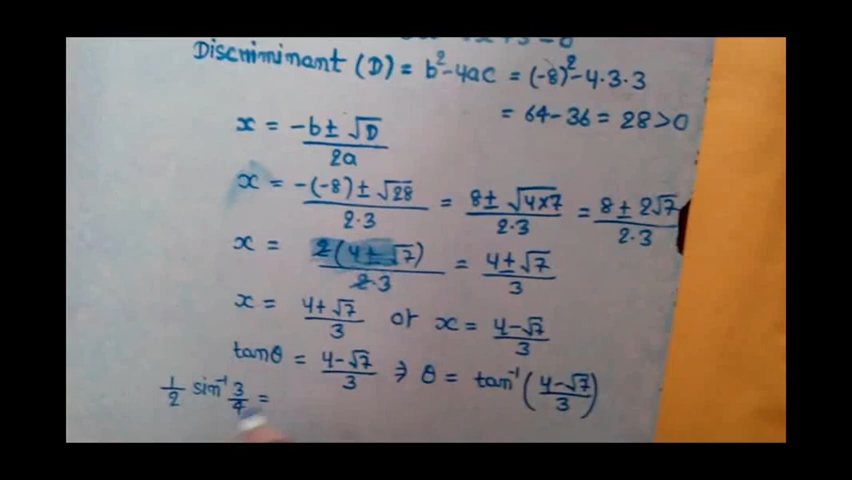 Discriminant (D) = b²-4ac = (-8)²-4·3·3
= 64-36 = 28>0
x = -b ± √D / 2a
x = -(-8) ± √28 / 2·3 = 8 ± √4×7 / 2·3 = 8 ± 2√7 / 2·3
x = 2(4 ± √7) / 2·3 = 4 ± √7 / 3
x = 4+√7 / 3 or x = 4-√7 / 3
tanθ = 4-√7 / 3 ⇒ θ = tan⁻¹(4-√7 / 3)
1/2 sin⁻¹ 3/4 =